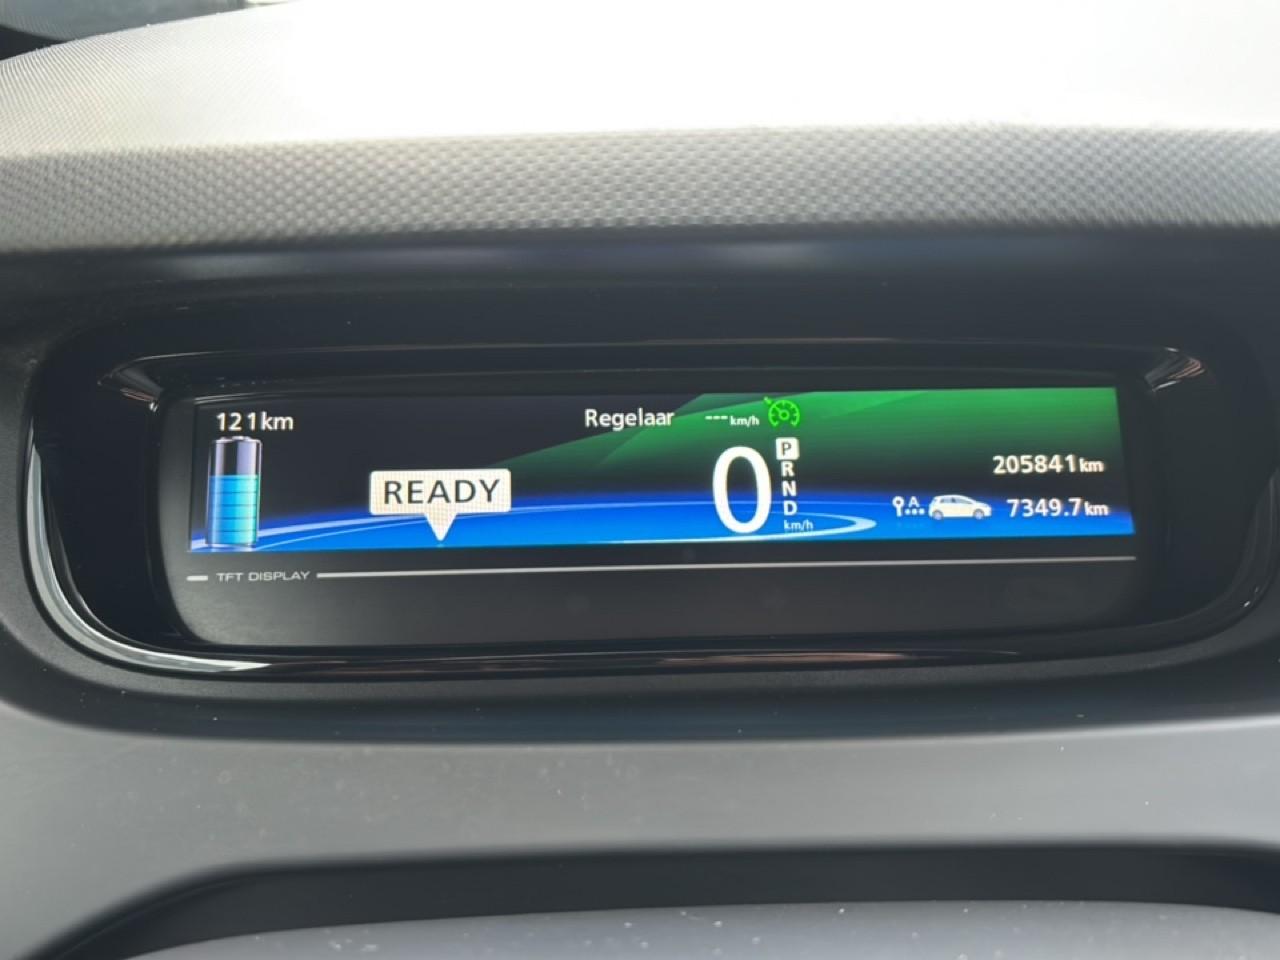 121km
Regelaar ---km/h
READY
0
P
R
N
D
km/h
205841km
A
7349.7km
TFT DISPLAY